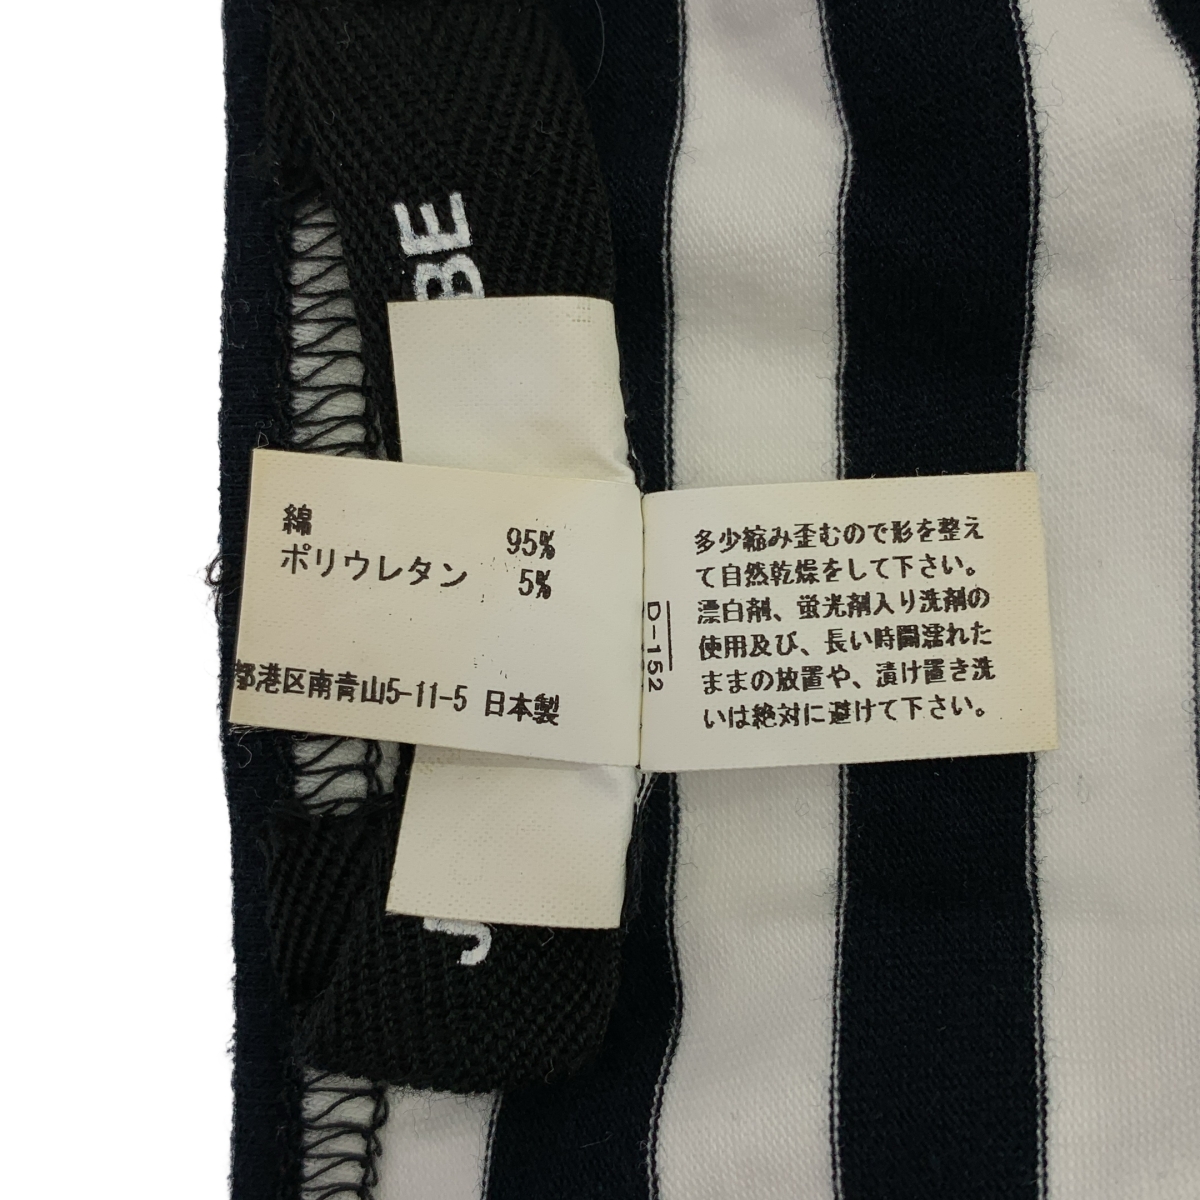 BE
綿 95%
ポリウレタン 5%
都港区南青山5-11-5 日本製
D-152
多少縮み歪むので形を整え
て自然乾燥をして下さい。
漂白剤、蛍光剤入り洗剤の
使用及び、長い時間濡れた
ままの放置や、漬け置き洗
いは絶対に避けて下さい。
J